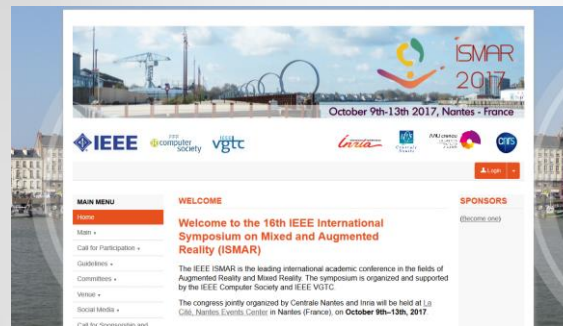 ISMAR
2017
October 9th-13th 2017, Nantes - France
IEEE
IEEE
computer
society
vgtc
Inria
CENTRALE
NANTES
cnrs
Login
MAIN MENU
Home
Main
Call for Participation
Guidelines
Committees
Venue
Social Media
Call for Sponsorship and
WELCOME
Welcome to the 16th IEEE International
Symposium on Mixed and Augmented
Reality (ISMAR)
The IEEE ISMAR is the leading international academic conference in the fields of
Augmented Reality and Mixed Reality. The symposium is organized and supported
by the IEEE Computer Society and IEEE VGTC
The congress jointly organized by Centrale Nantes and Inria will be held at La
Cité, Nantes Events Center in Nantes (France), on October 9th–13th, 2017.
SPONSORS
(Become one)